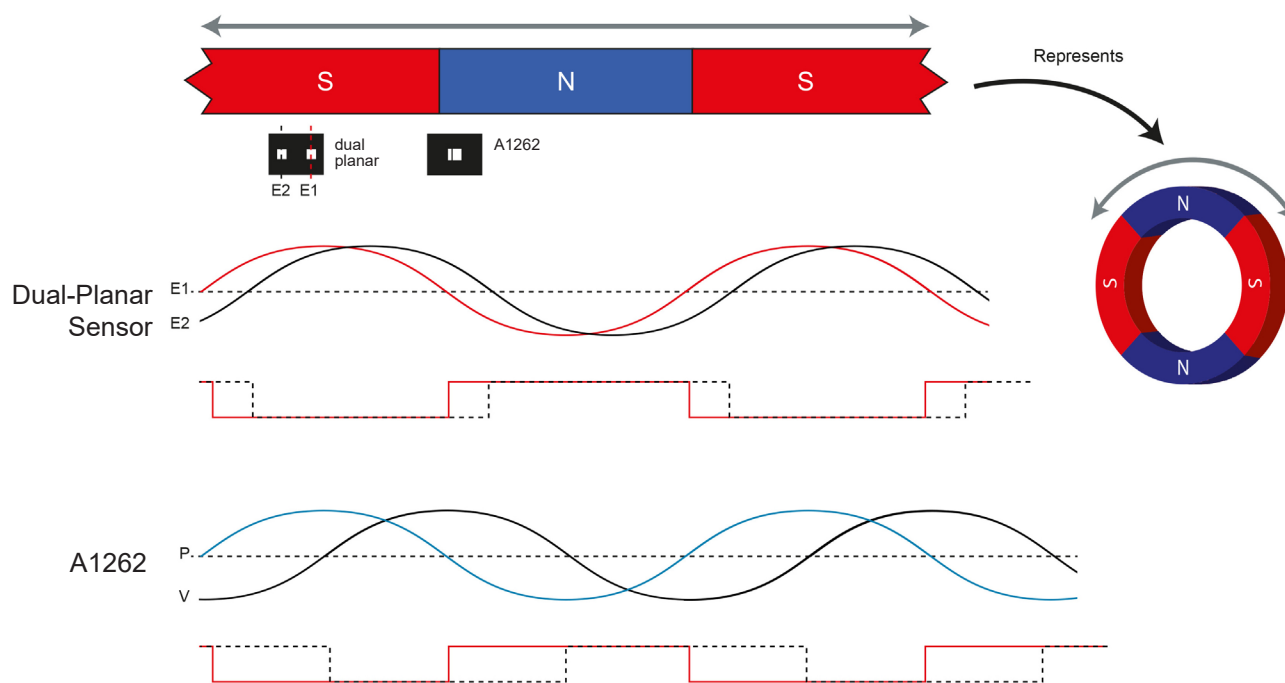 S
N
S
Represents
dual
planar
A1262
E2
E1
N
S
S
N
Dual-Planar
Sensor
E1
E2
A1262
P
V